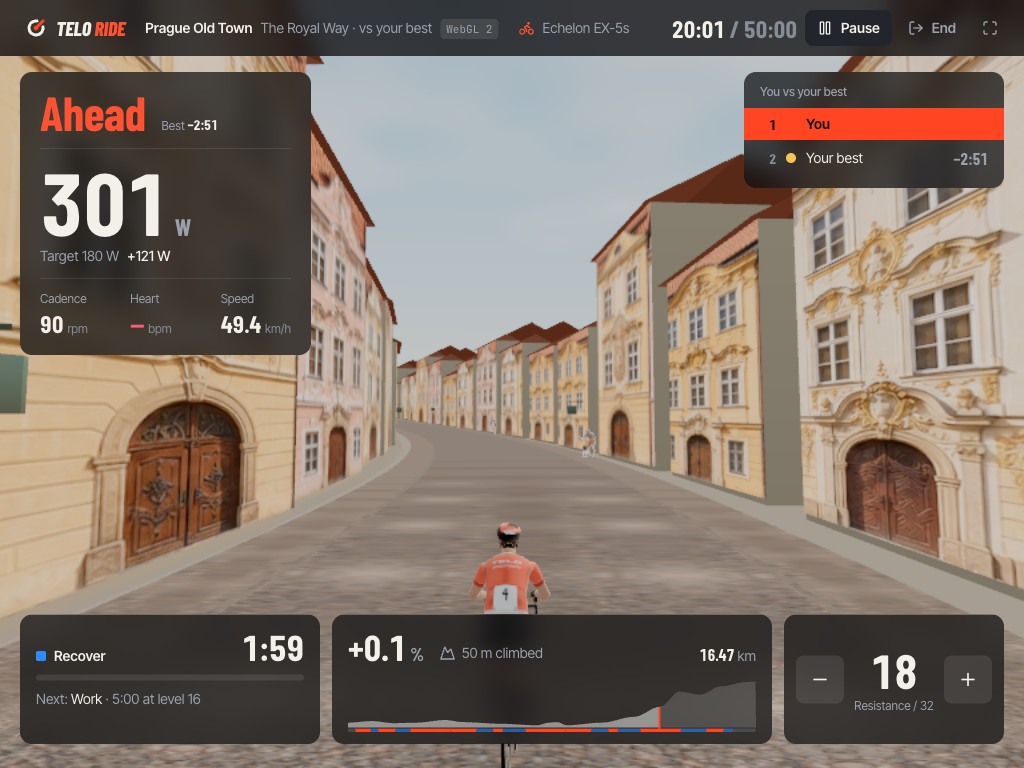 TELO RIDE Prague Old Town The Royal Way · vs your best WebGL 2 Echelon EX-5s 20:01 / 50:00 Pause End
Ahead Best −2:51
301 W
Target 180 W +121 W
Cadence Heart Speed
90 rpm – bpm 49.4 km/h
You vs your best
1 You
2 Your best −2:51
TELO
4
Recover 1:59
Next: Work · 5:00 at level 16
+0.1 % 50 m climbed 16.47 km
− 18 +
Resistance / 32